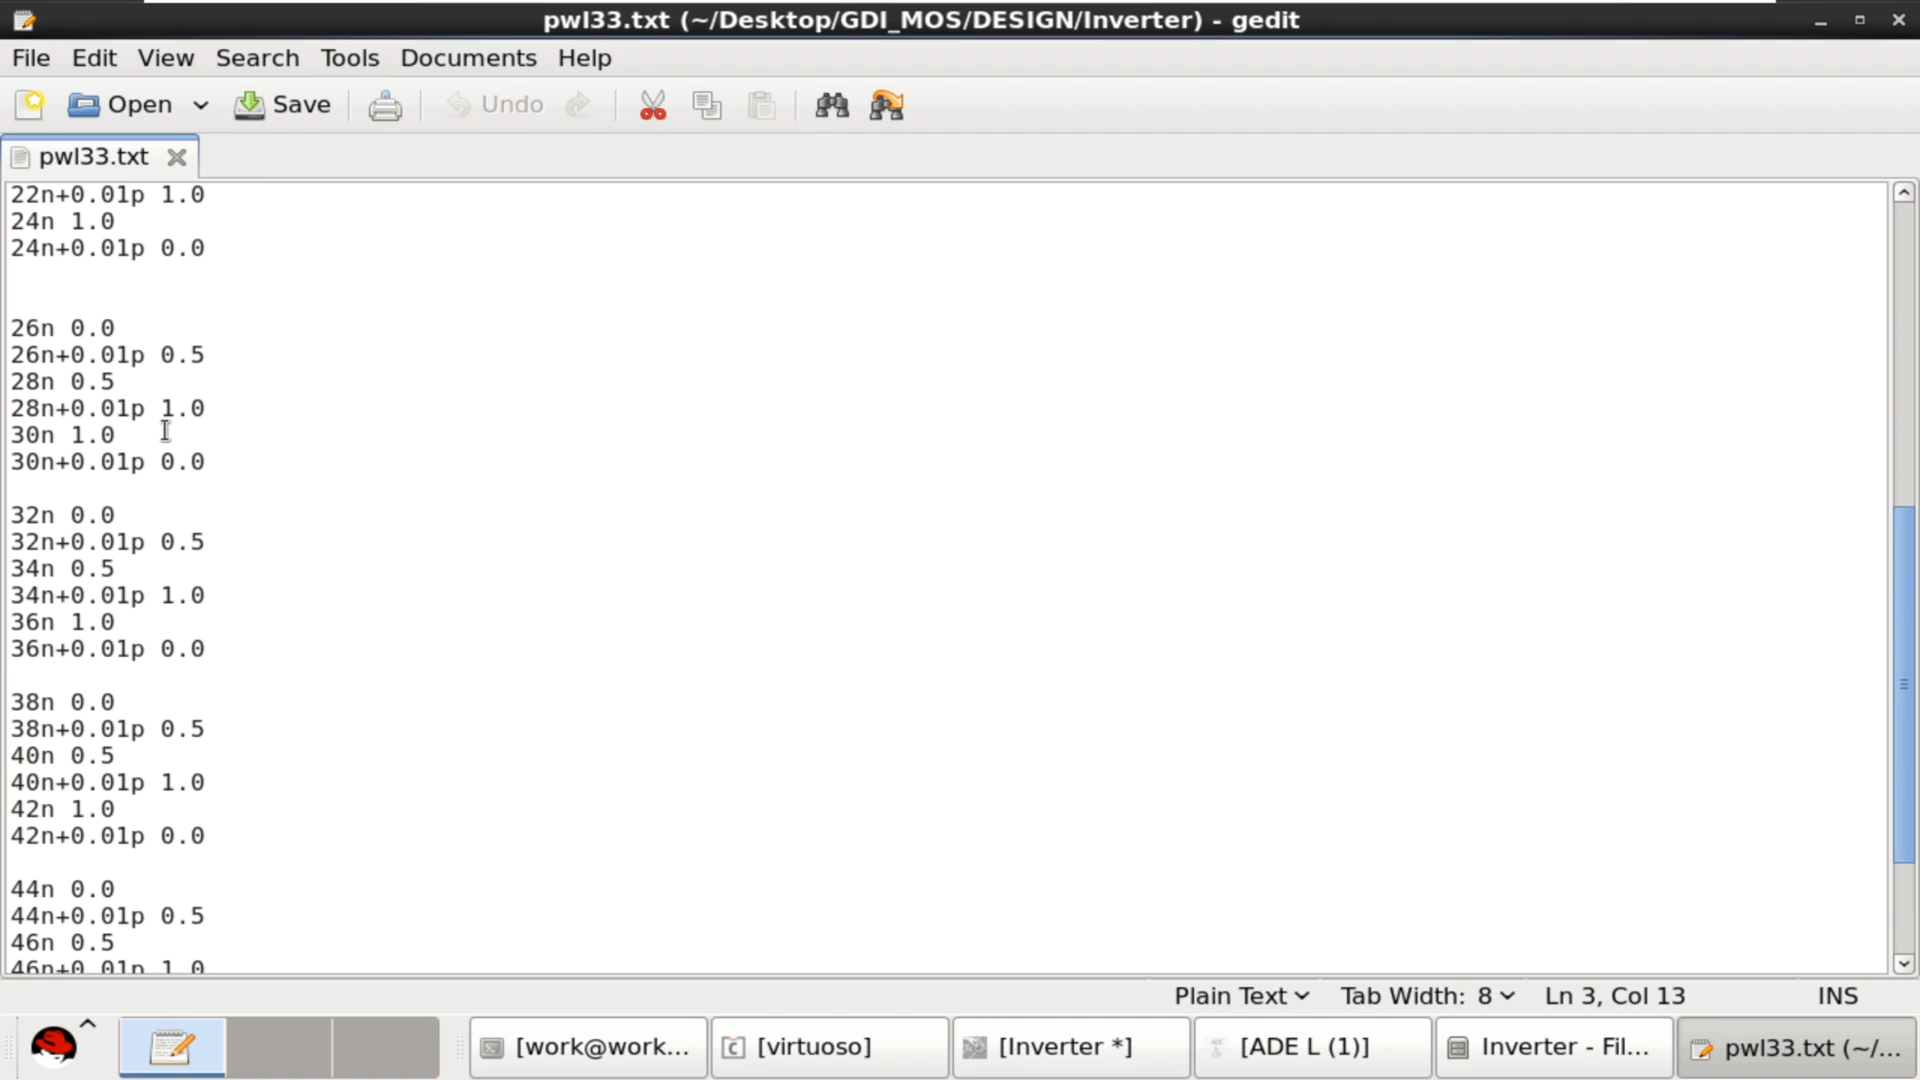 pwl33.txt (~/Desktop/GDI_MOS/DESIGN/Inverter) - gedit
File Edit View Search Tools Documents Help
Open Save Undo
pwl33.txt
22n+0.01p 1.0
24n 1.0
24n+0.01p 0.0
26n 0.0
26n+0.01p 0.5
28n 0.5
28n+0.01p 1.0
30n 1.0
30n+0.01p 0.0
32n 0.0
32n+0.01p 0.5
34n 0.5
34n+0.01p 1.0
36n 1.0
36n+0.01p 0.0
38n 0.0
38n+0.01p 0.5
40n 0.5
40n+0.01p 1.0
42n 1.0
42n+0.01p 0.0
44n 0.0
44n+0.01p 0.5
46n 0.5
46n+0.01p 1.0
Plain Text Tab Width: 8 Ln 3, Col 13 INS
[work@work... [virtuoso] [Inverter *] [ADE L (1)] Inverter - Fil... pwl33.txt (~/...